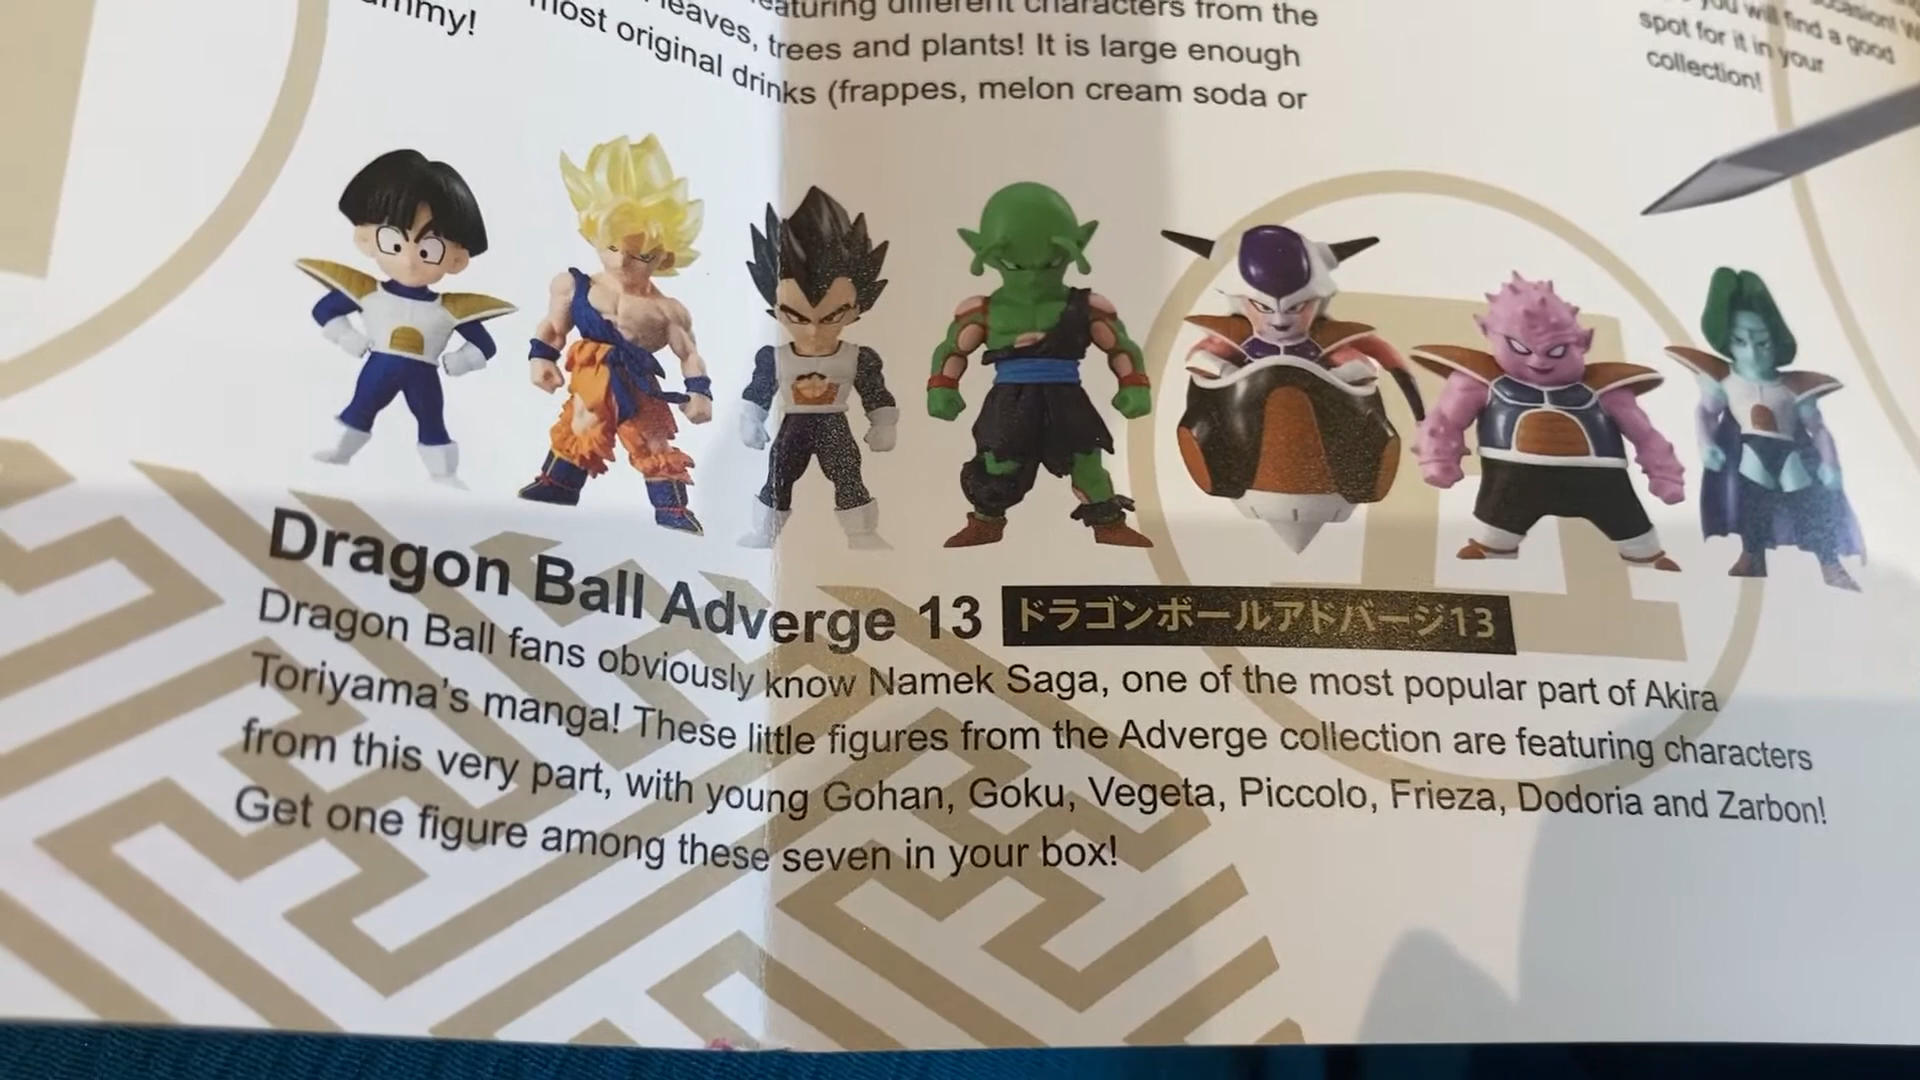 most original drinks (frappes, melon cream soda or
leaves, trees and plants! It is large enough
featuring different characters from the
you will find a good
spot for it in your
collection!
Dragon Ball Adverge 13 ドラゴンボールアドバージ13
Dragon Ball fans obviously know Namek Saga, one of the most popular part of Akira
Toriyama's manga! These little figures from the Adverge collection are featuring characters
from this very part, with young Gohan, Goku, Vegeta, Piccolo, Frieza, Dodoria and Zarbon!
Get one figure among these seven in your box!